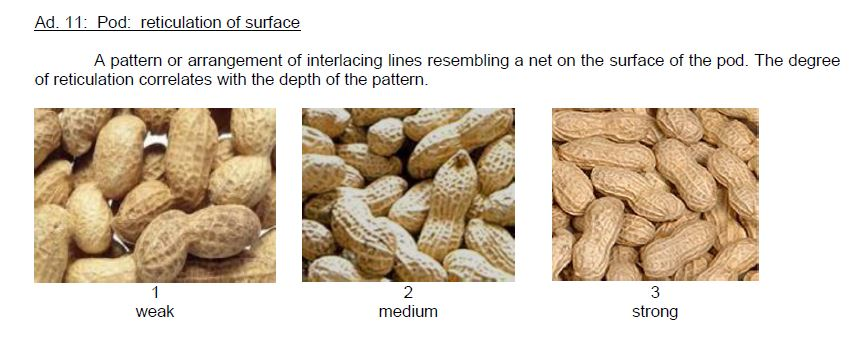 Ad. 11: Pod: reticulation of surface
A pattern or arrangement of interlacing lines resembling a net on the surface of the pod. The degree
of reticulation correlates with the depth of the pattern.
1
weak
2
medium
3
strong